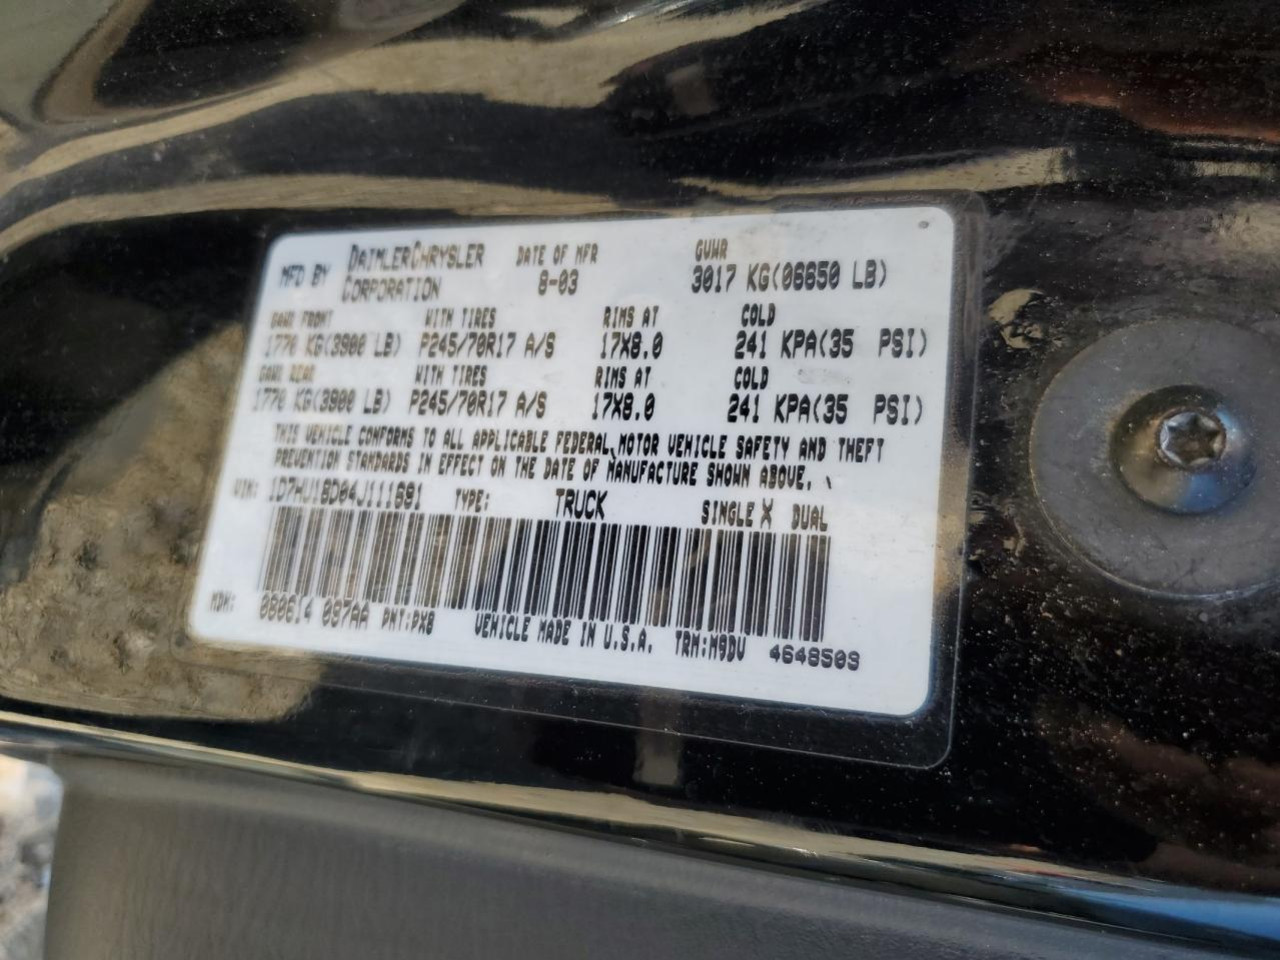 MFD BY DAIMLERCHRYSLER CORPORATION DATE OF MFR 8-03 GVWR 3017 KG(06650 LB)
GAWR FRONT WITH TIRES RIMS AT COLD
1770 KG(3900 LB) P245/70R17 A/S 17X8.0 241 KPA(35 PSI)
GAWR REAR WITH TIRES RIMS AT COLD
1770 KG(3900 LB) P245/70R17 A/S 17X8.0 241 KPA(35 PSI)
THIS VEHICLE CONFORMS TO ALL APPLICABLE FEDERAL MOTOR VEHICLE SAFETY AND THEFT
PREVENTION STANDARDS IN EFFECT ON THE DATE OF MANUFACTURE SHOWN ABOVE.
VIN: TYPE: TRUCK SINGLE X DUAL
MDH: PNT:PX8 VEHICLE MADE IN U.S.A. TRM:M9DV